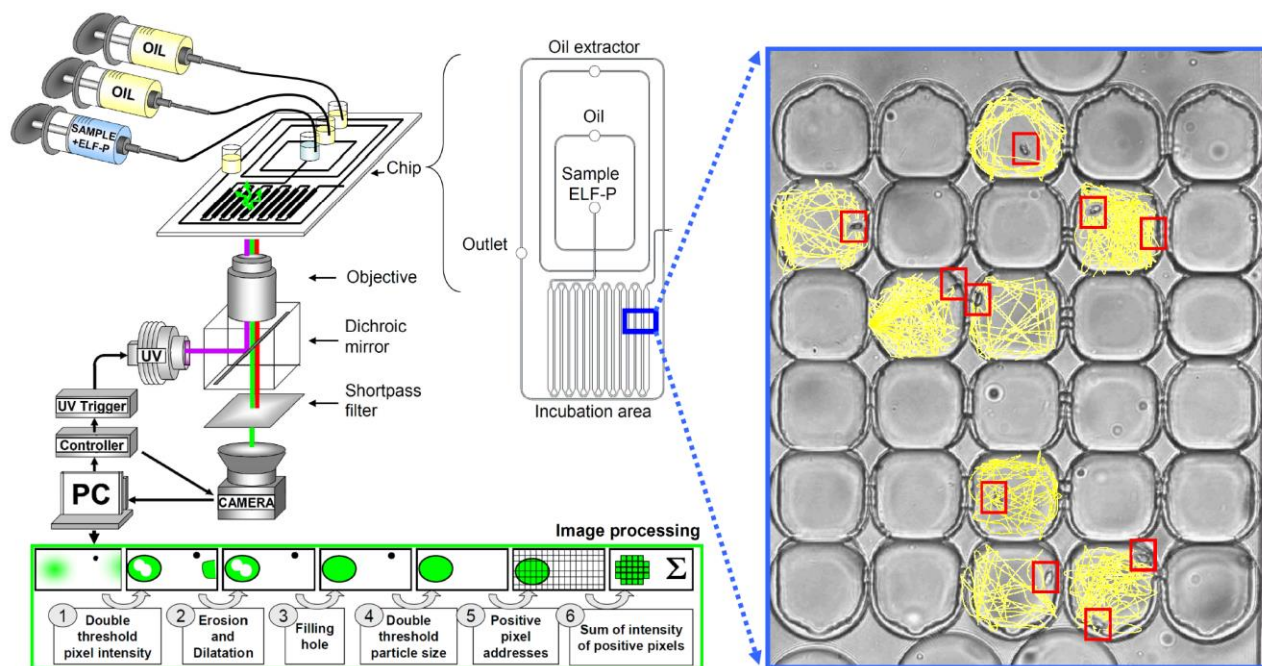 OIL
OIL
SAMPLE
+ELF-P
Chip
Objective
Dichroic
mirror
UV
Shortpass
filter
UV Trigger
Controller
PC
CAMERA
Oil extractor
Oil
Sample
ELF-P
Outlet
Incubation area
Image processing
Σ
1
Double
threshold
pixel intensity
2
Erosion
and
Dilatation
3
Filling
hole
4
Double
threshold
particle size
5
Positive
pixel
addresses
6
Sum of intensity
of positive pixels